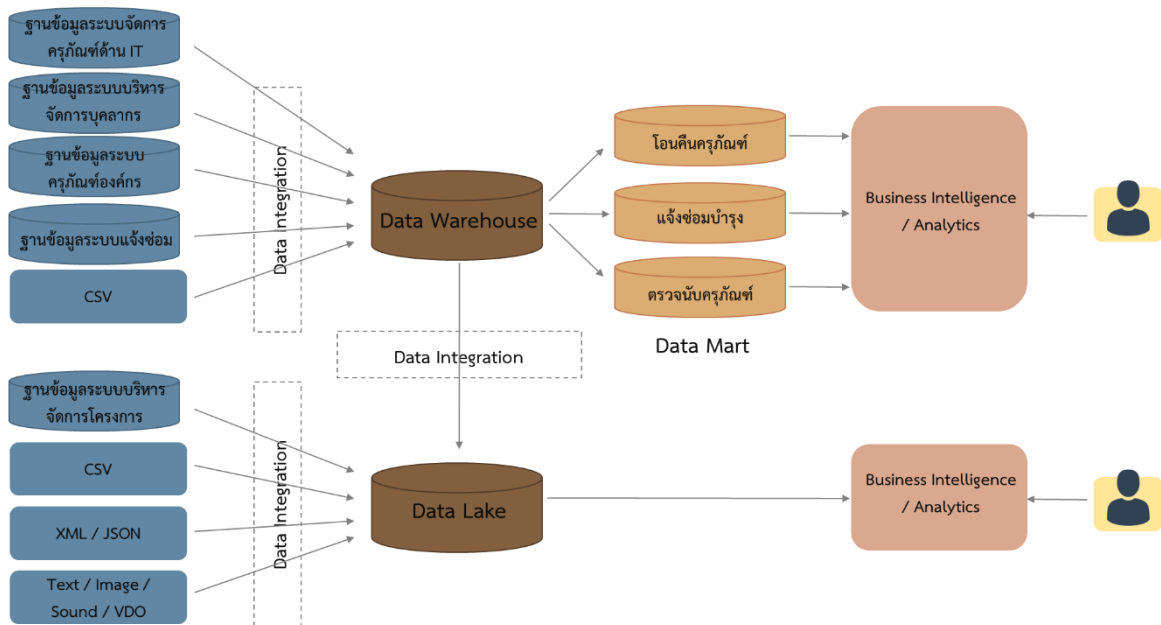 ฐานข้อมูลระบบจัดการ
ครุภัณฑ์ด้าน IT
ฐานข้อมูลระบบบริหาร
จัดการบุคลากร
ฐานข้อมูลระบบ
ครุภัณฑ์องค์กร
ฐานข้อมูลระบบแจ้งซ่อม
CSV
Data Integration
Data Warehouse
โอนคืนครุภัณฑ์
แจ้งซ่อมบำรุง
ตรวจนับครุภัณฑ์
Data Mart
Business Intelligence
/ Analytics
Data Integration
ฐานข้อมูลระบบบริหาร
จัดการโครงการ
CSV
XML / JSON
Text / Image /
Sound / VDO
Data Integration
Data Lake
Business Intelligence
/ Analytics